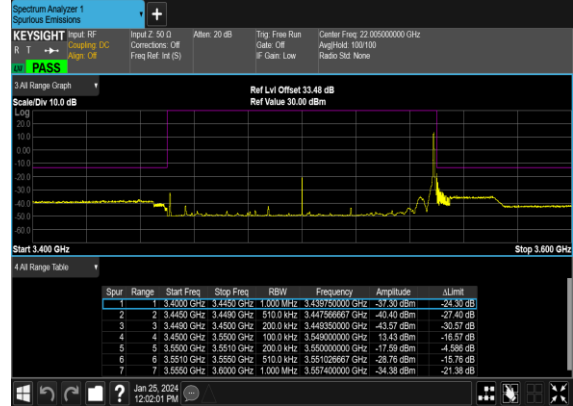 Spectrum Analyzer 1
Spurious Emissions
+
KEYSIGHT Input: RF Input Z: 50 Ω Atten: 20 dB Trig: Free Run Center Freq: 22.005000000 GHz
R T Coupling: DC Corrections: Off Gate: Off Avg|Hold: 100/100
Align: Off Freq Ref: Int (S) IF Gain: Low Radio Std: None
LNI PASS
3 All Range Graph
Ref Lvl Offset 33.48 dB
Scale/Div 10.0 dB Ref Value 30.00 dBm
Log
20.0
10.0
0.00
-10.0
-20.0
-30.0
-40.0
-50.0
-60.0
Start 3.400 GHz Stop 3.600 GHz
4 All Range Table
Spur Range Start Freq Stop Freq RBW Frequency Amplitude ΔLimit
1 1 3.4000 GHz 3.4450 GHz 1.000 MHz 3.439750000 GHz -37.30 dBm -24.30 dB
2 2 3.4450 GHz 3.4490 GHz 510.0 kHz 3.447566667 GHz -40.40 dBm -27.40 dB
3 3 3.4490 GHz 3.4500 GHz 200.0 kHz 3.449350000 GHz -43.57 dBm -30.57 dB
4 4 3.4500 GHz 3.5500 GHz 100.0 kHz 3.549000000 GHz 13.43 dBm -16.57 dB
5 5 3.5500 GHz 3.5510 GHz 200.0 kHz 3.550000000 GHz -17.59 dBm -4.586 dB
6 6 3.5510 GHz 3.5550 GHz 510.0 kHz 3.551026667 GHz -28.76 dBm -15.76 dB
7 7 3.5550 GHz 3.6000 GHz 1.000 MHz 3.557400000 GHz -34.38 dBm -21.38 dB
? Jan 25, 2024
12:02:01 PM